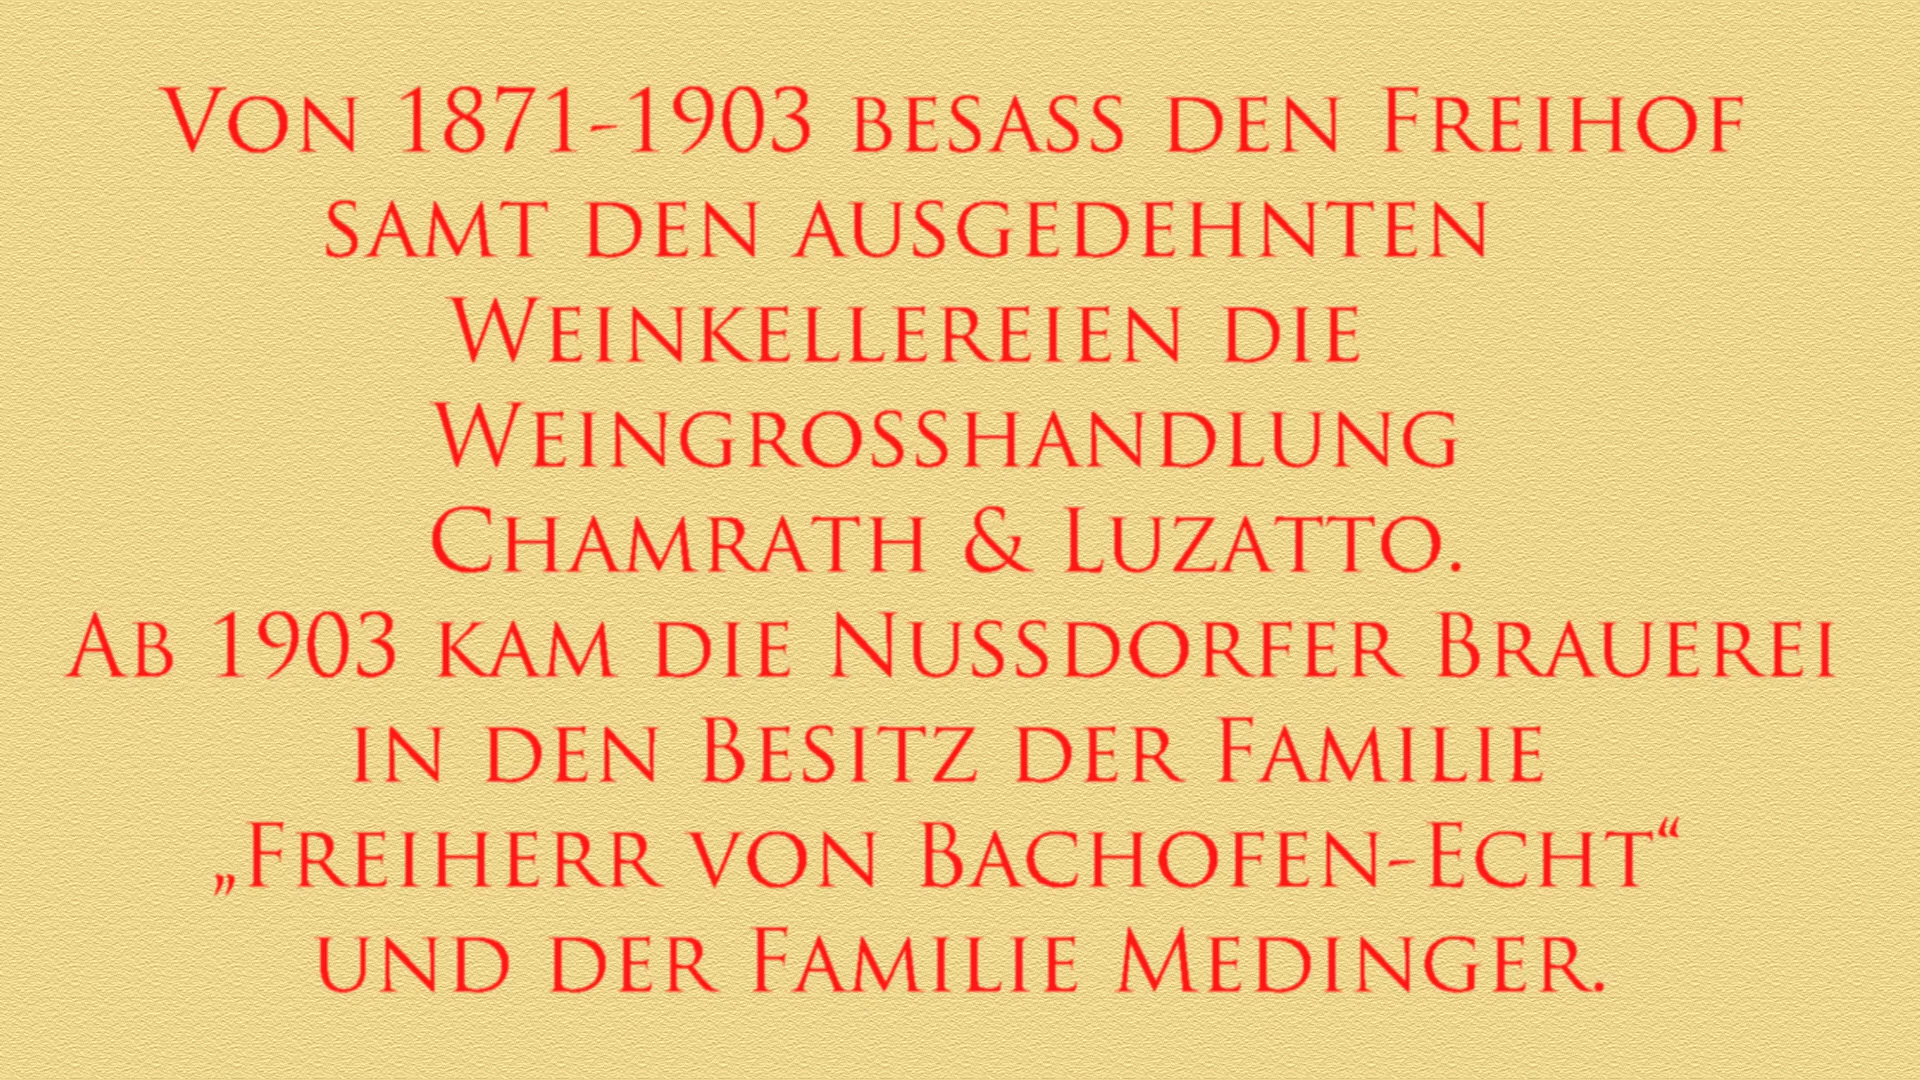 Von 1871-1903 besass den Freihof
samt den ausgedehnten
Weinkellereien die
Weingrosshandlung
Chamrath & Luzatto.
Ab 1903 kam die Nussdorfer Brauerei
in den Besitz der Familie
„Freiherr von Bachofen-Echt“
und der Familie Medinger.